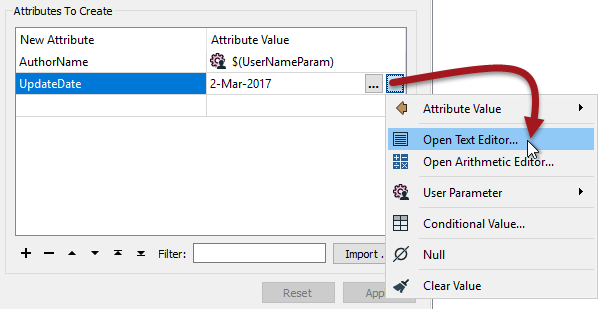 Attributes To Create
New Attribute Attribute Value
AuthorName $(UserNameParam)
UpdateDate 2-Mar-2017 ...
Attribute Value
Open Text Editor...
Open Arithmetic Editor...
User Parameter
Conditional Value...
Null
Clear Value
Filter: Import .
Reset App